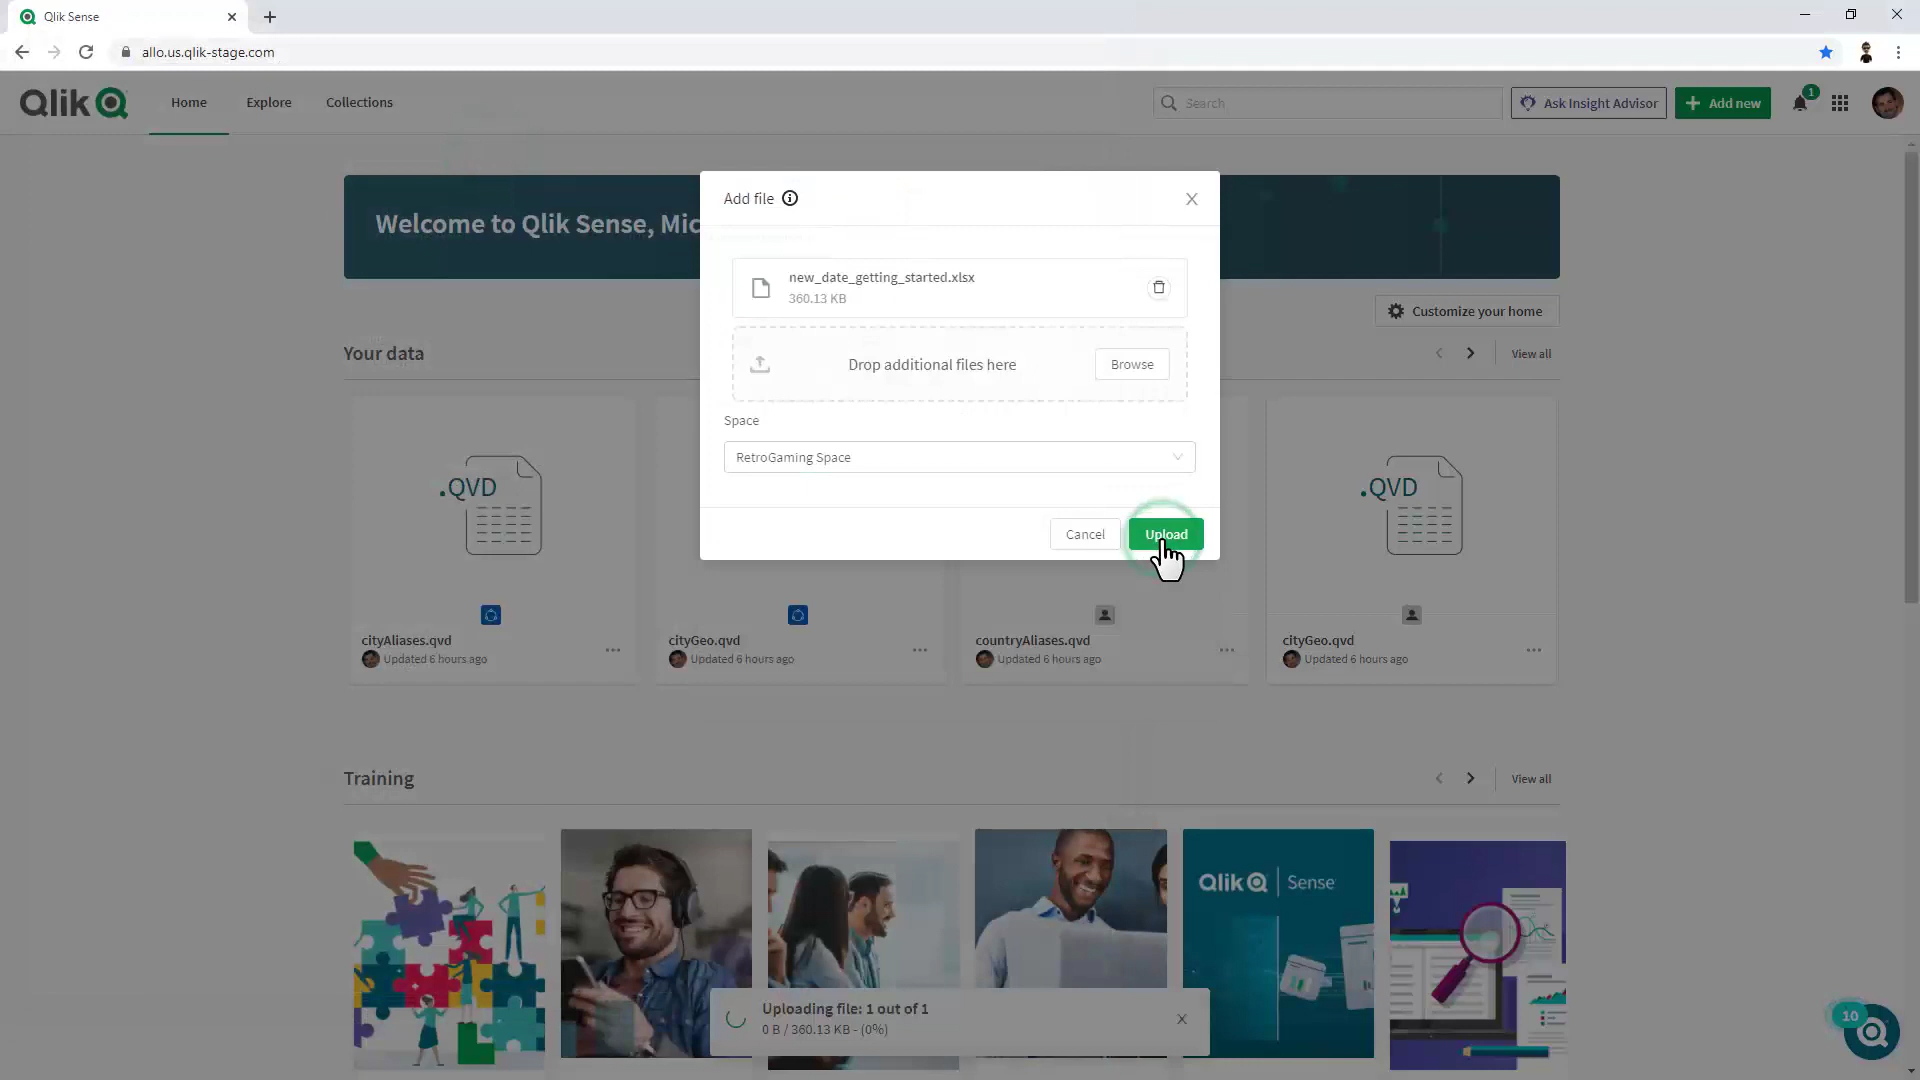 Qlik Sense
allo.us.qlik-stage.com
Qlik
Home
Explore
Collections
Search
Ask Insight Advisor
Add new
1
Welcome to Qlik Sense, Mic
Add file
new_date_getting_started.xlsx
360.13 KB
Drop additional files here
Browse
Space
RetroGaming Space
Cancel
Upload
Customize your home
Your data
View all
.QVD
.QVD
cityAliases.qvd
Updated 6 hours ago
cityGeo.qvd
Updated 6 hours ago
countryAliases.qvd
Updated 6 hours ago
cityGeo.qvd
Updated 6 hours ago
Training
View all
Qlik Sense
Uploading file: 1 out of 1
0 B / 360.13 KB - (0%)
10